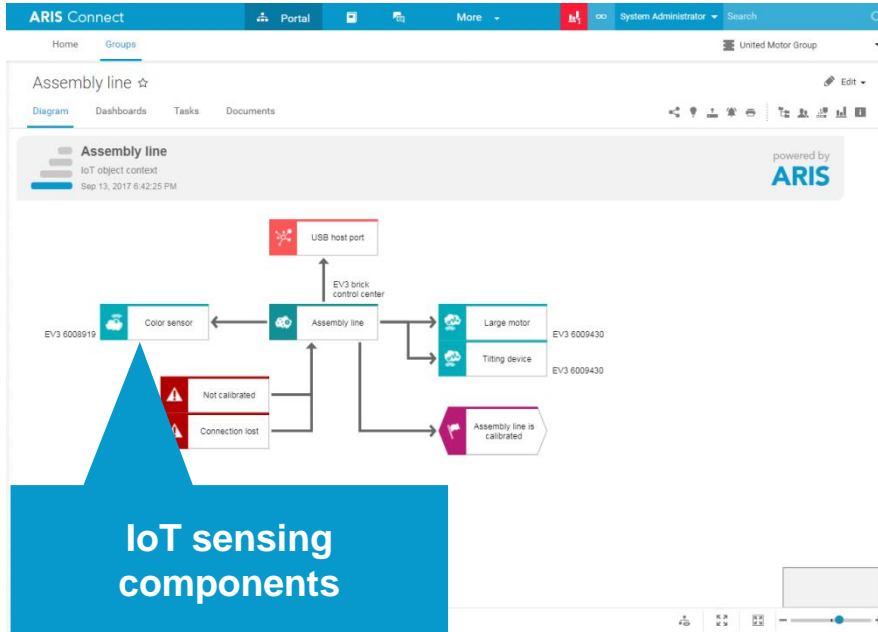 ARIS Connect
Portal
More
System Administrator
Search
Home
Groups
United Motor Group
Assembly line
Edit
Diagram
Dashboards
Tasks
Documents
Assembly line
IoT object context
Sep 13, 2017 6:42:25 PM
powered by
ARIS
USB host port
EV3 brick
control center
Color sensor
EV3 6008919
Assembly line
Large motor
EV3 6009430
Tilting device
EV3 6009430
Not calibrated
Connection lost
Assembly line is
calibrated
IoT sensing
components